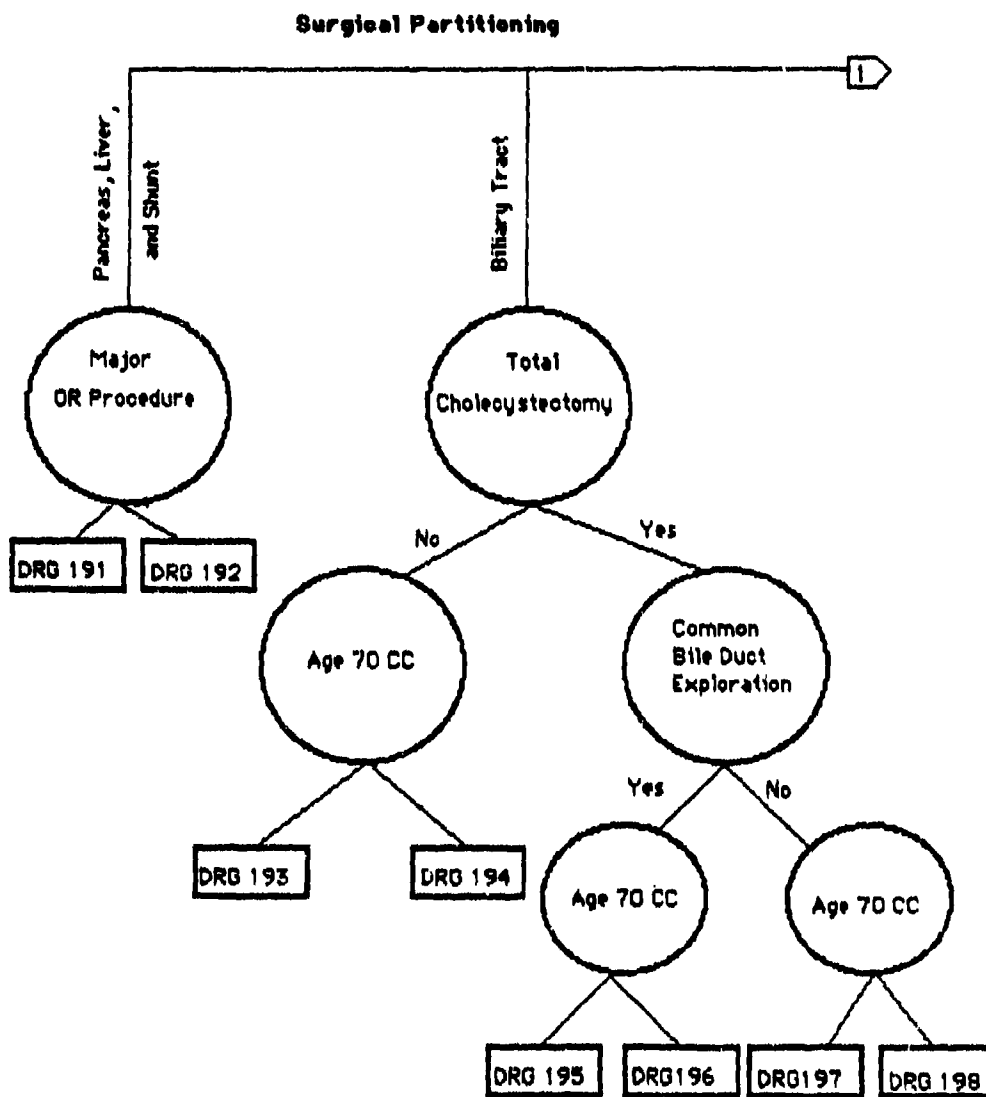 Surgical Partitioning
1
Pancreas, Liver,
and Shunt
Biliary Tract
Major
OR Procedure
Total
Cholecystectomy
DRG 191
DRG 192
No
Yes
Age 70 CC
Common
Bile Duct
Exploration
Yes
No
DRG 193
DRG 194
Age 70 CC
Age 70 CC
DRG 195
DRG196
DRG197
DRG 198